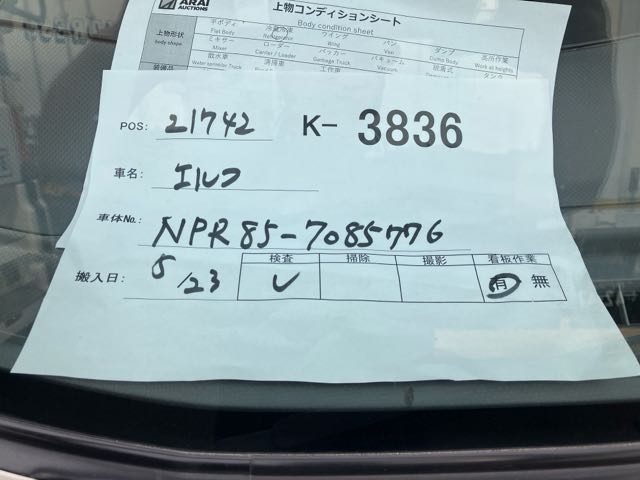 ARAI
AUCTIONS
上物コンディションシート
Body condition sheet
上物形状
body shape
平ボディ 冷蔵冷凍 ウイング バン ダンプ 高所作業
Flat Body Refrigerator Wing Van Dump Body Work at heights
ミキサー ローダー パッカー バキューム
Mixer Carrier / Loader Garbage Truck Vacuum
散水車 清掃車 工作車 脱着式
POS: 21742 K- 3836
車名: エルフ
車体No.: NPR85-7085776
搬入日: 5/23
検査 掃除 撮影 看板作業
✓ 有 無